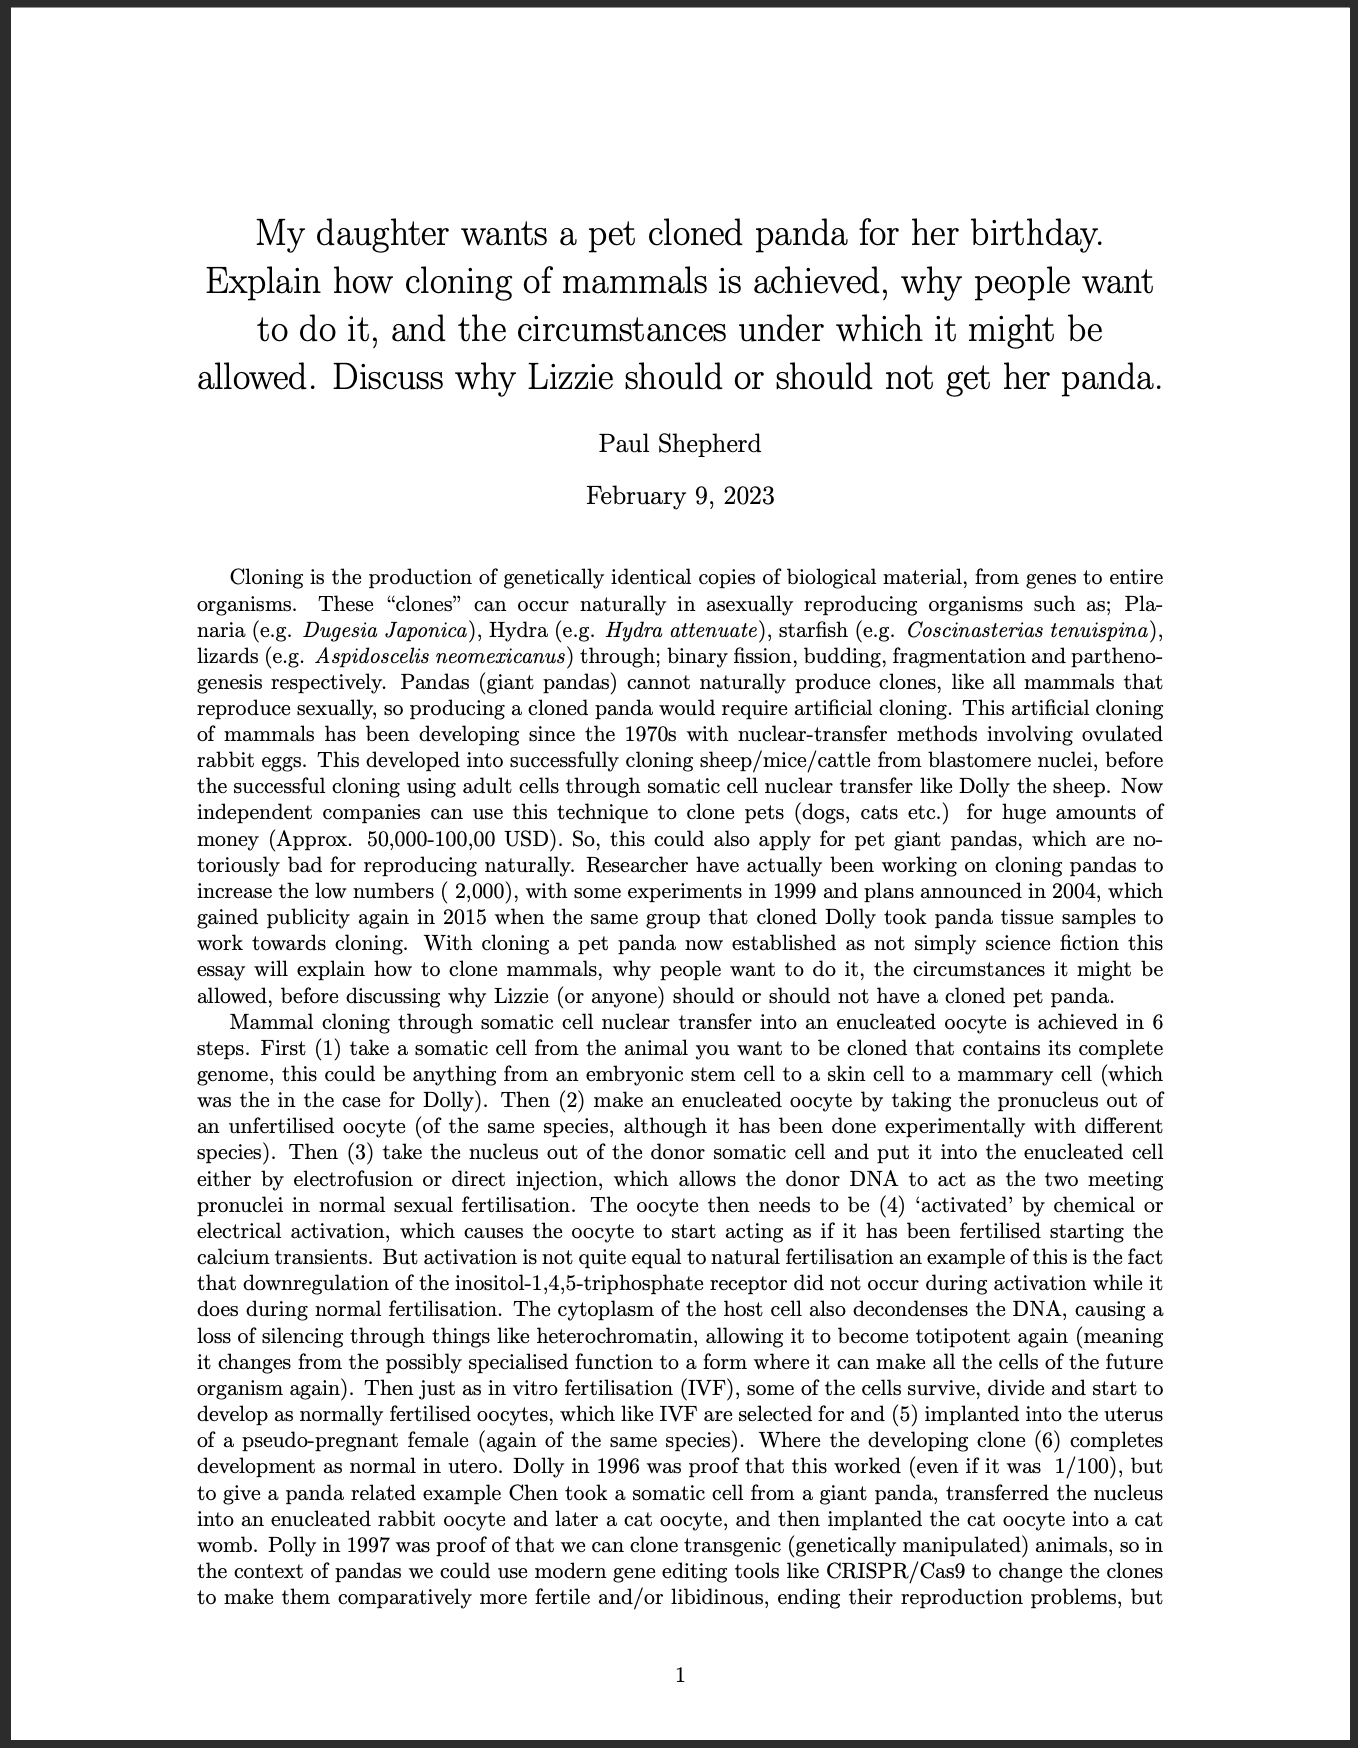 My daughter wants a pet cloned panda for her birthday.
Explain how cloning of mammals is achieved, why people want
to do it, and the circumstances under which it might be
allowed. Discuss why Lizzie should or should not get her panda.
Paul Shepherd
February 9, 2023
Cloning is the production of genetically identical copies of biological material, from genes to entire
organisms. These “clones” can occur naturally in asexually reproducing organisms such as; Pla-
naria (e.g. Dugesia Japonica), Hydra (e.g. Hydra attenuate), starfish (e.g. Coscinasterias tenuispina),
lizards (e.g. Aspidoscelis neomexicanus) through; binary fission, budding, fragmentation and partheno-
genesis respectively. Pandas (giant pandas) cannot naturally produce clones, like all mammals that
reproduce sexually, so producing a cloned panda would require artificial cloning. This artificial cloning
of mammals has been developing since the 1970s with nuclear-transfer methods involving ovulated
rabbit eggs. This developed into successfully cloning sheep/mice/cattle from blastomere nuclei, before
the successful cloning using adult cells through somatic cell nuclear transfer like Dolly the sheep. Now
independent companies can use this technique to clone pets (dogs, cats etc.) for huge amounts of
money (Approx. 50,000-100,00 USD). So, this could also apply for pet giant pandas, which are no-
toriously bad for reproducing naturally. Researcher have actually been working on cloning pandas to
increase the low numbers ( 2,000), with some experiments in 1999 and plans announced in 2004, which
gained publicity again in 2015 when the same group that cloned Dolly took panda tissue samples to
work towards cloning. With cloning a pet panda now established as not simply science fiction this
essay will explain how to clone mammals, why people want to do it, the circumstances it might be
allowed, before discussing why Lizzie (or anyone) should or should not have a cloned pet panda.
Mammal cloning through somatic cell nuclear transfer into an enucleated oocyte is achieved in 6
steps. First (1) take a somatic cell from the animal you want to be cloned that contains its complete
genome, this could be anything from an embryonic stem cell to a skin cell to a mammary cell (which
was the in the case for Dolly). Then (2) make an enucleated oocyte by taking the pronucleus out of
an unfertilised oocyte (of the same species, although it has been done experimentally with different
species). Then (3) take the nucleus out of the donor somatic cell and put it into the enucleated cell
either by electrofusion or direct injection, which allows the donor DNA to act as the two meeting
pronuclei in normal sexual fertilisation. The oocyte then needs to be (4) ‘activated’ by chemical or
electrical activation, which causes the oocyte to start acting as if it has been fertilised starting the
calcium transients. But activation is not quite equal to natural fertilisation an example of this is the fact
that downregulation of the inositol-1,4,5-triphosphate receptor did not occur during activation while it
does during normal fertilisation. The cytoplasm of the host cell also decondenses the DNA, causing a
loss of silencing through things like heterochromatin, allowing it to become totipotent again (meaning
it changes from the possibly specialised function to a form where it can make all the cells of the future
organism again). Then just as in vitro fertilisation (IVF), some of the cells survive, divide and start to
develop as normally fertilised oocytes, which like IVF are selected for and (5) implanted into the uterus
of a pseudo-pregnant female (again of the same species). Where the developing clone (6) completes
development as normal in utero. Dolly in 1996 was proof that this worked (even if it was 1/100), but
to give a panda related example Chen took a somatic cell from a giant panda, transferred the nucleus
into an enucleated rabbit oocyte and later a cat oocyte, and then implanted the cat oocyte into a cat
womb. Polly in 1997 was proof of that we can clone transgenic (genetically manipulated) animals, so in
the context of pandas we could use modern gene editing tools like CRISPR/Cas9 to change the clones
to make them comparatively more fertile and/or libidinous, ending their reproduction problems, but
1